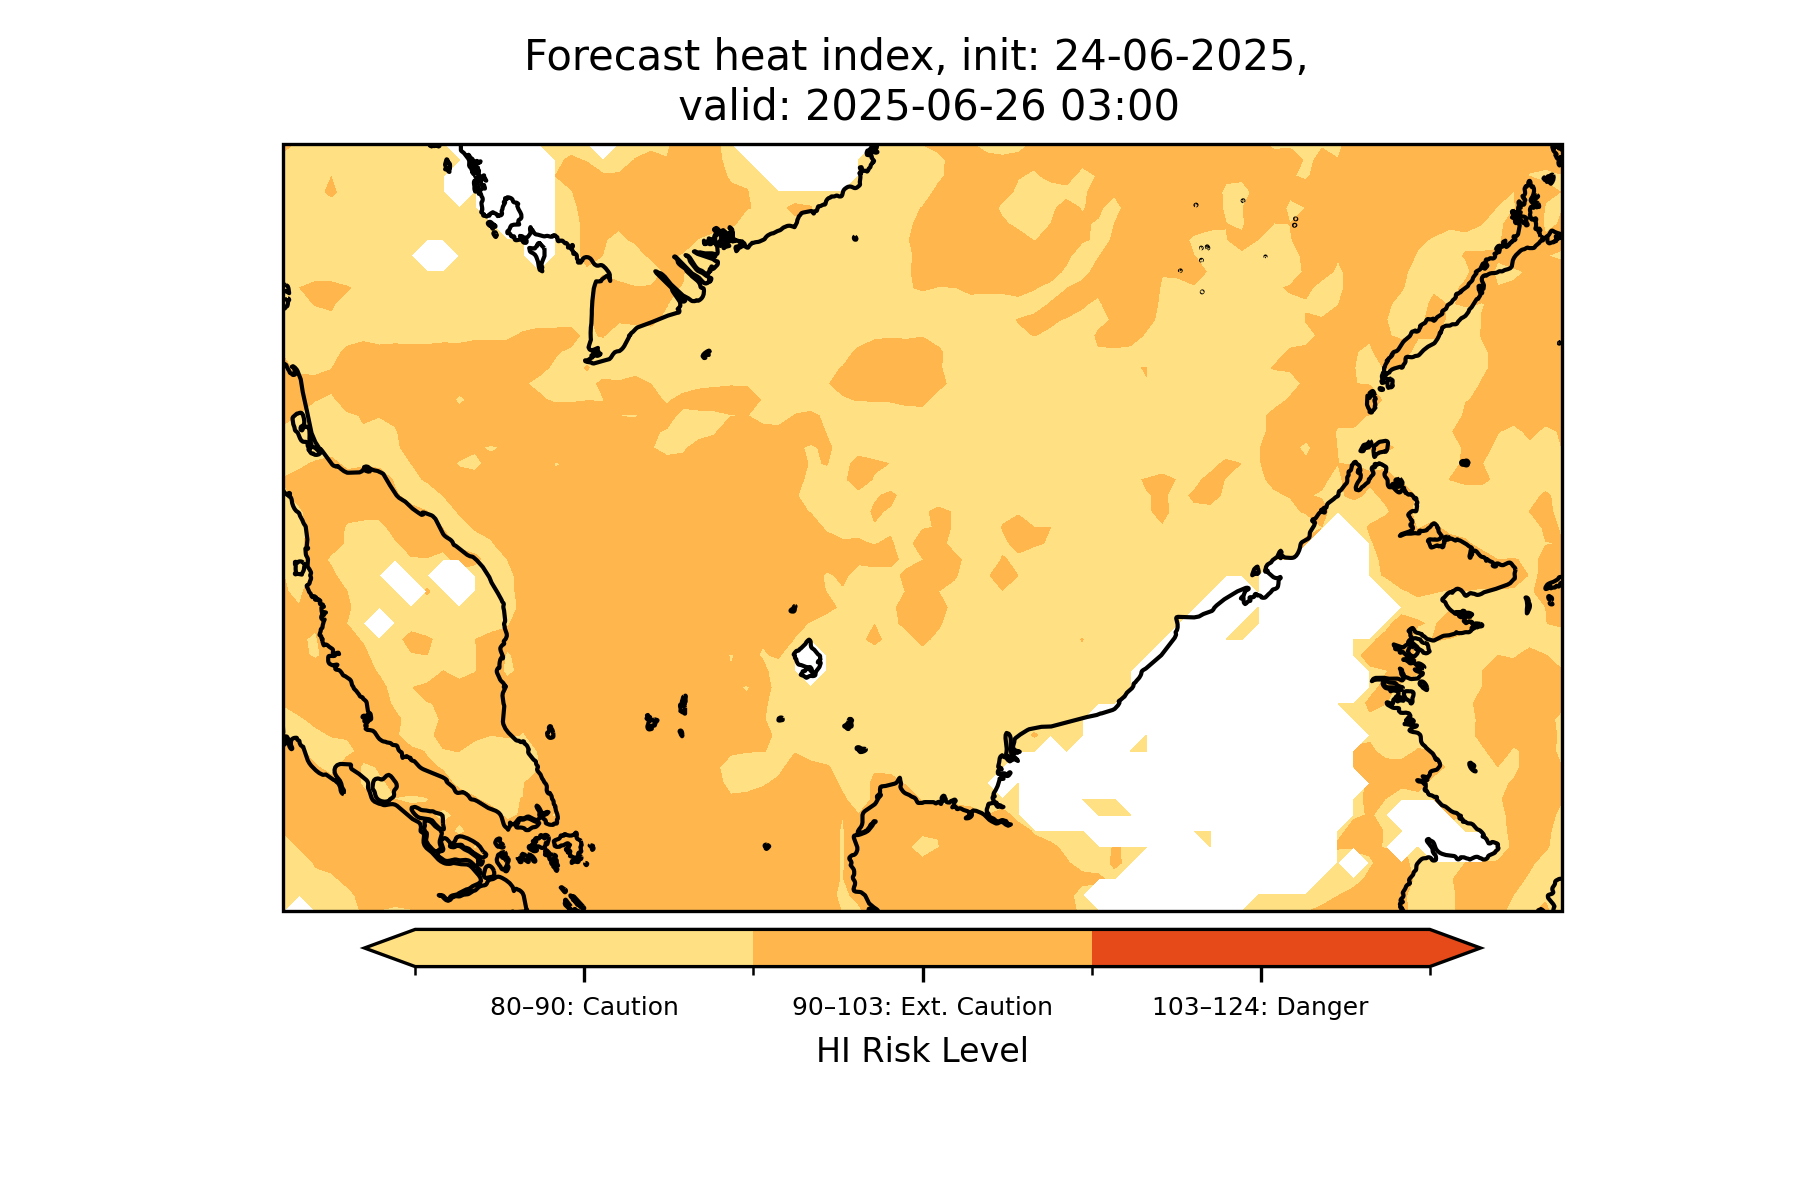 Forecast heat index, init: 24-06-2025,
valid: 2025-06-26 03:00
80–90: Caution
90–103: Ext. Caution
103–124: Danger
HI Risk Level